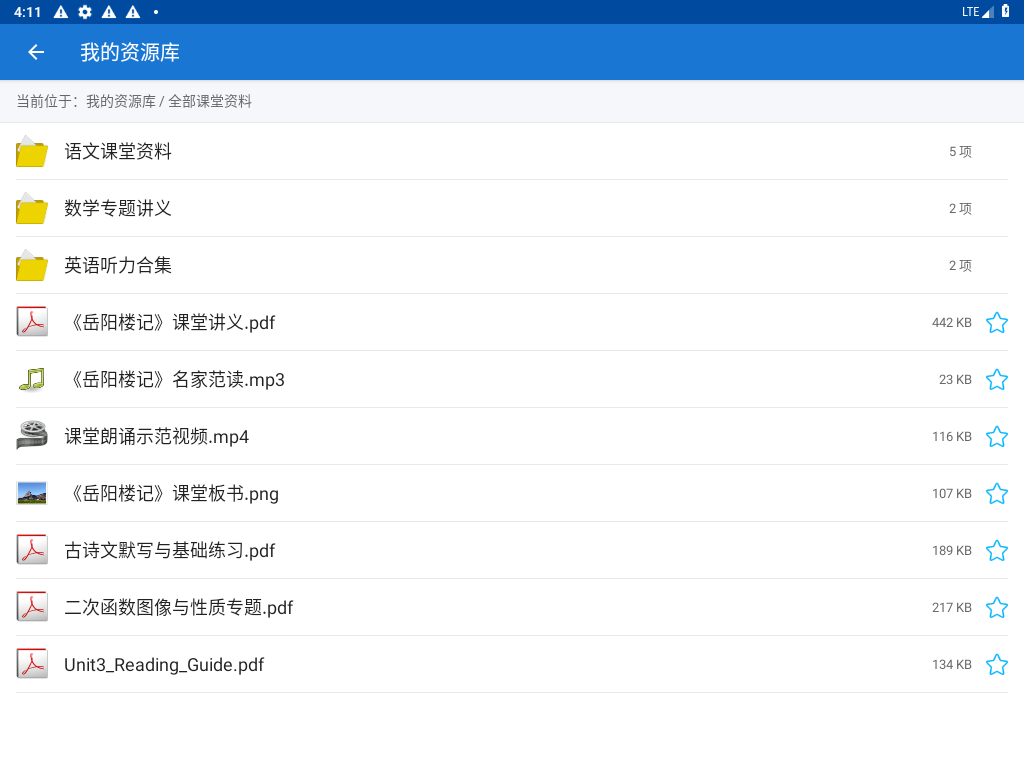 4:11
LTE
我的资源库
当前位于：我的资源库 / 全部课堂资料
语文课堂资料 5 项
数学专题讲义 2 项
英语听力合集 2 项
《岳阳楼记》课堂讲义.pdf 442 KB
《岳阳楼记》名家范读.mp3 23 KB
课堂朗诵示范视频.mp4 116 KB
《岳阳楼记》课堂板书.png 107 KB
古诗文默写与基础练习.pdf 189 KB
二次函数图像与性质专题.pdf 217 KB
Unit3_Reading_Guide.pdf 134 KB